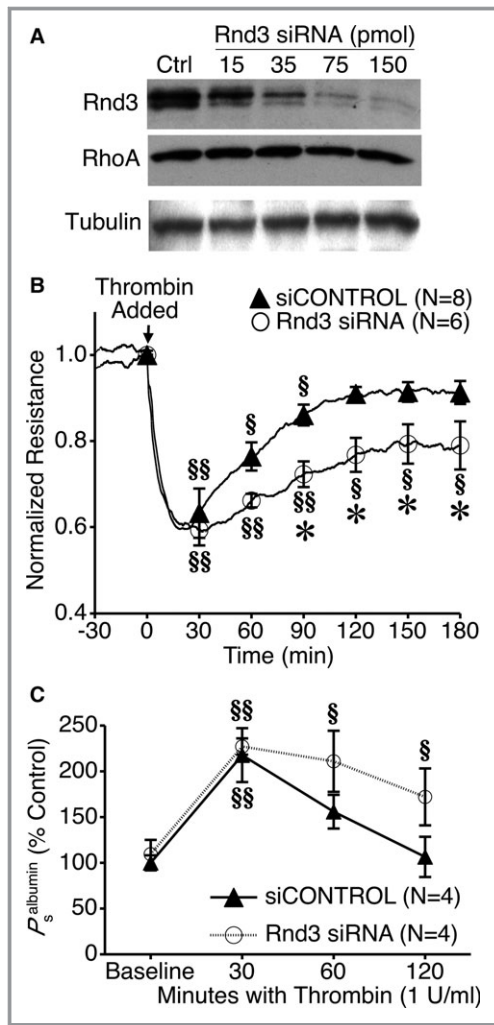 A
Rnd3 siRNA (pmol)
Ctrl 15 35 75 150
Rnd3
RhoA
Tubulin
B
Thrombin
Added
▲ siCONTROL (N=8)
○ Rnd3 siRNA (N=6)
Normalized Resistance
1.0
0.8
0.6
0.4
§§ § §
§§ §§ §§ § § §
* * * *
-30 0 30 60 90 120 150 180
Time (min)
C
Ps albumin (% Control)
250
200
150
100
50
0
§§ § §
§§
▲ siCONTROL (N=4)
○ Rnd3 siRNA (N=4)
Baseline 30 60 120
Minutes with Thrombin (1 U/ml)